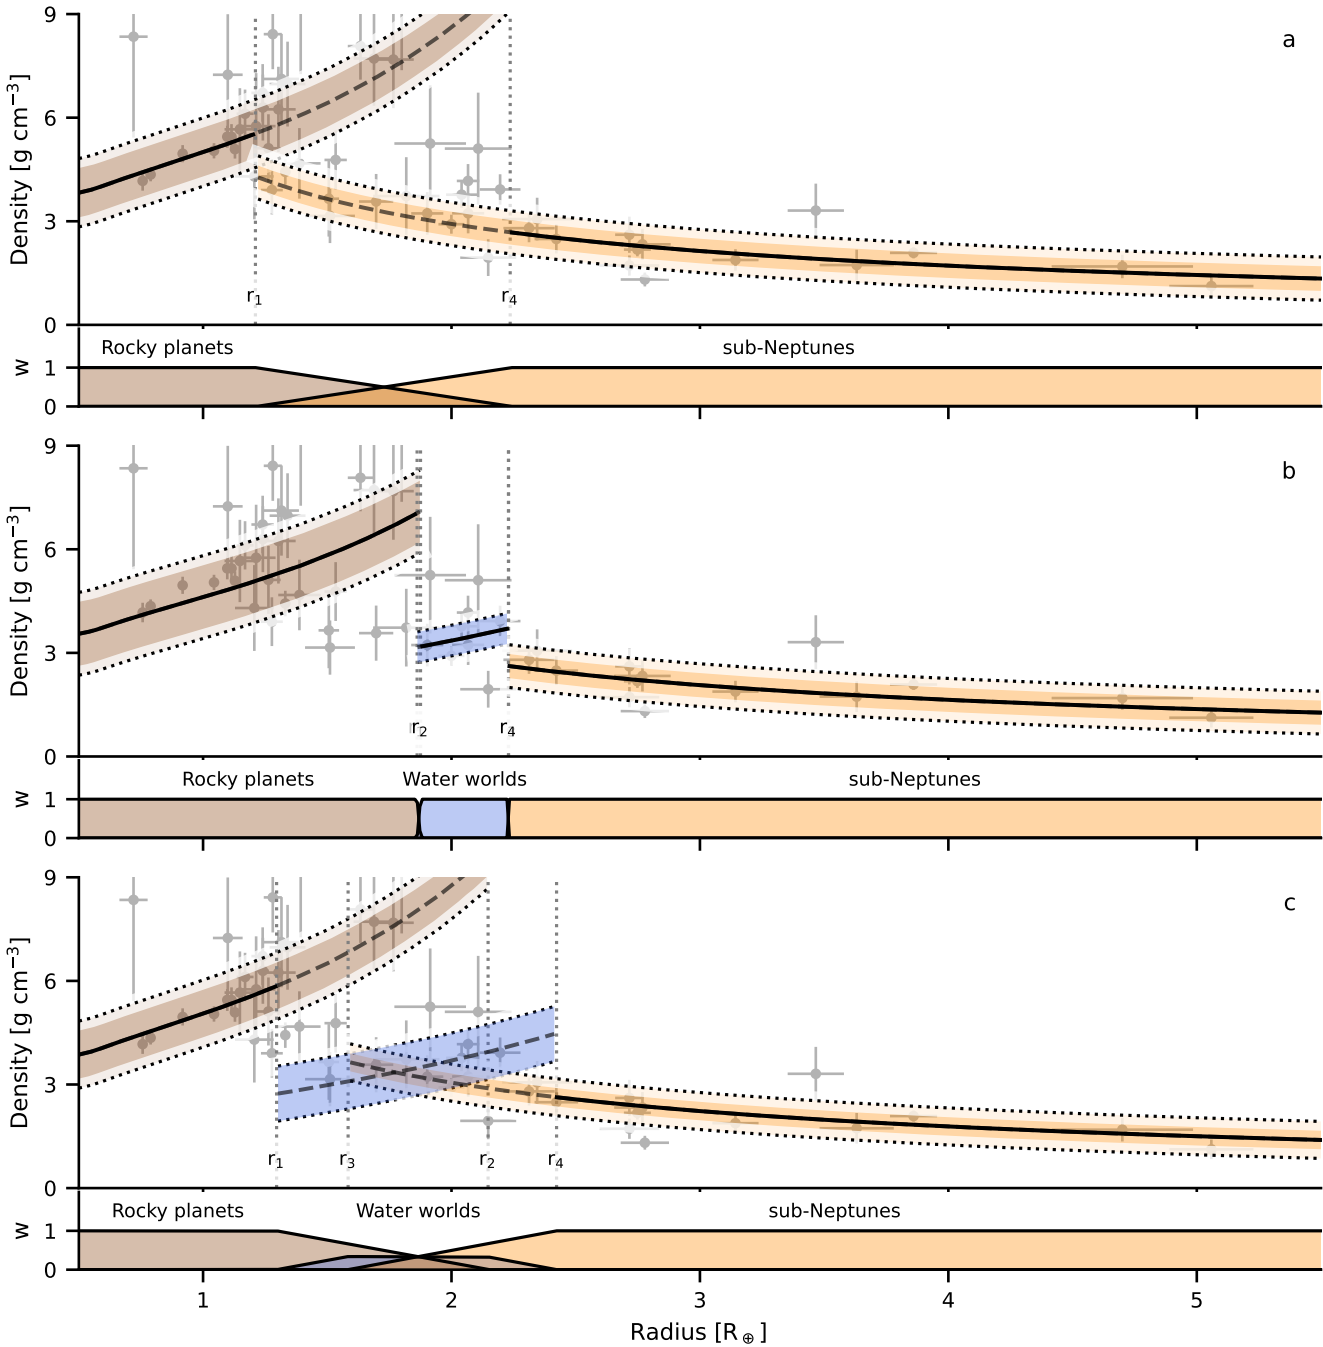 9
a
6
3
0
Density [g cm⁻³]
r₁
r₄
Rocky planets
sub-Neptunes
w
1
0
9
b
6
3
0
Density [g cm⁻³]
r₂
r₄
Rocky planets
Water worlds
sub-Neptunes
w
1
0
9
c
6
3
0
Density [g cm⁻³]
r₁
r₃
r₂
r₄
Rocky planets
Water worlds
sub-Neptunes
w
1
0
1
2
3
4
5
Radius [R⊕]